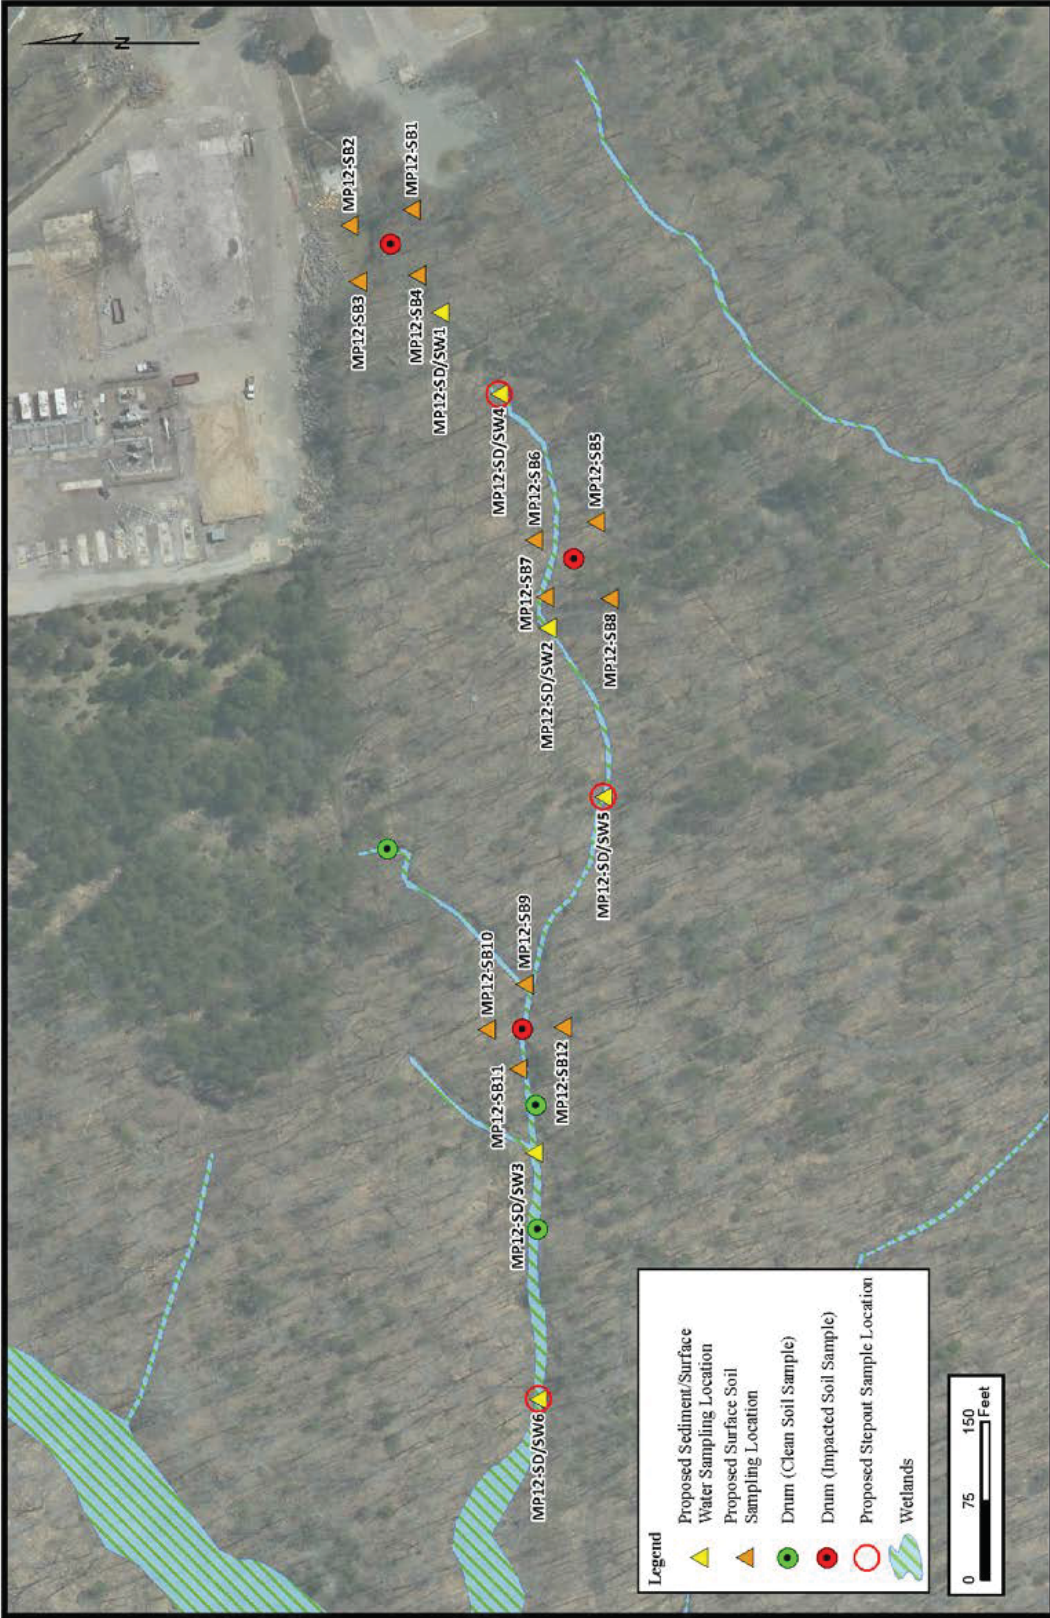 N
MP12-SB2
MP12-SB1
MP12-SB3
MP12-SB4
MP12-SD/SW1
MP12-SD/SW4
MP12-SB6
MP12-SB5
MP12-SB7
MP12-SB8
MP12-SD/SW2
MP12-SD/SW5
MP12-SB9
MP12-SB10
MP12-SB11
MP12-SB12
MP12-SD/SW3
MP12-SD/SW6
Legend
Proposed Sediment/Surface
Water Sampling Location
Proposed Surface Soil
Sampling Location
Drum (Clean Soil Sample)
Drum (Impacted Soil Sample)
Proposed Stepout Sample Location
Wetlands
0 75 150
Feet